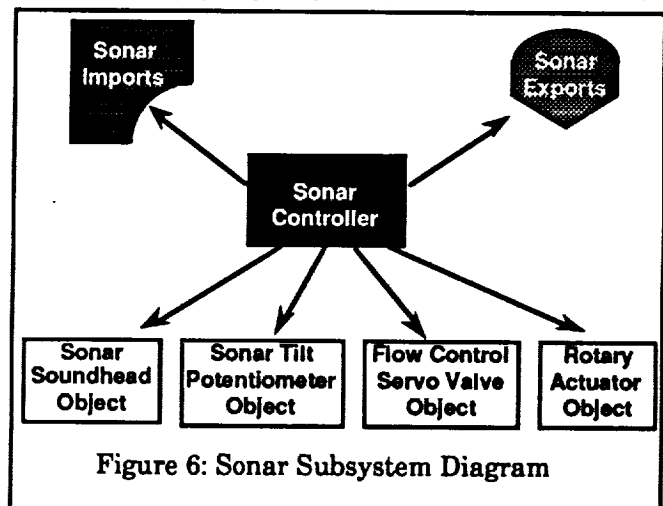 Sonar
Imports
Sonar
Exports
Sonar
Controller
Sonar
Soundhead
Object
Sonar Tilt
Potentiometer
Object
Flow Control
Servo Valve
Object
Rotary
Actuator
Object
Figure 6: Sonar Subsystem Diagram